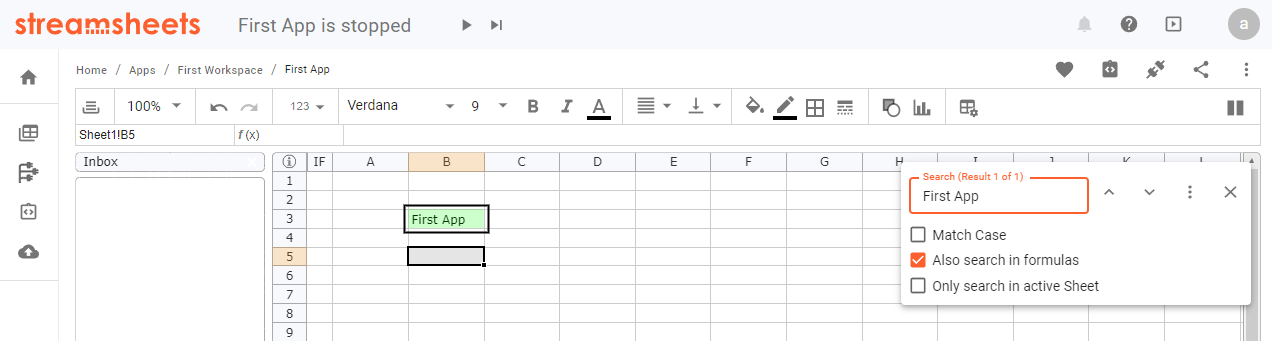 streamsheets First App is stopped a
Home / Apps / First Workspace / First App
100% 123 Verdana 9 B I A
Sheet1!B5 f (x)
Inbox IF A B C D E F G H I J K L
1
2
3 First App
4
5
6
7
8
9
Search (Result 1 of 1)
First App
Match Case
Also search in formulas
Only search in active Sheet